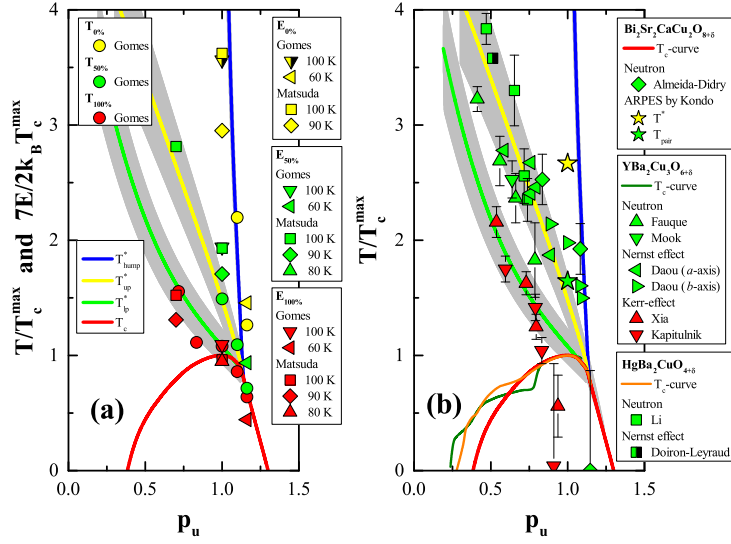 T/T_c^max and 7E/2k_B T_c^max
4
3
2
1
0
0.0
0.5
1.0
1.5
p_u
(a)
T_0%
Gomes
T_50%
Gomes
T_100%
Gomes
T*_hump
T*_up
T*_lp
T_c
E_0%
Gomes
100 K
60 K
Matsuda
100 K
90 K
E_50%
Gomes
100 K
60 K
Matsuda
100 K
90 K
80 K
E_100%
Gomes
100 K
60 K
Matsuda
100 K
90 K
80 K
T/T_c^max
4
3
2
1
0
0.0
0.5
1.0
1.5
p_u
(b)
Bi2Sr2CaCu2O8+δ
T_c-curve
Neutron
Almeida-Didry
ARPES by Kondo
T*
T_pair
YBa2Cu3O6+δ
T_c-curve
Neutron
Fauque
Mook
Nernst effect
Daou (a-axis)
Daou (b-axis)
Kerr-effect
Xia
Kapitulnik
HgBa2CuO4+δ
T_c-curve
Neutron
Li
Nernst effect
Doiron-Leyraud